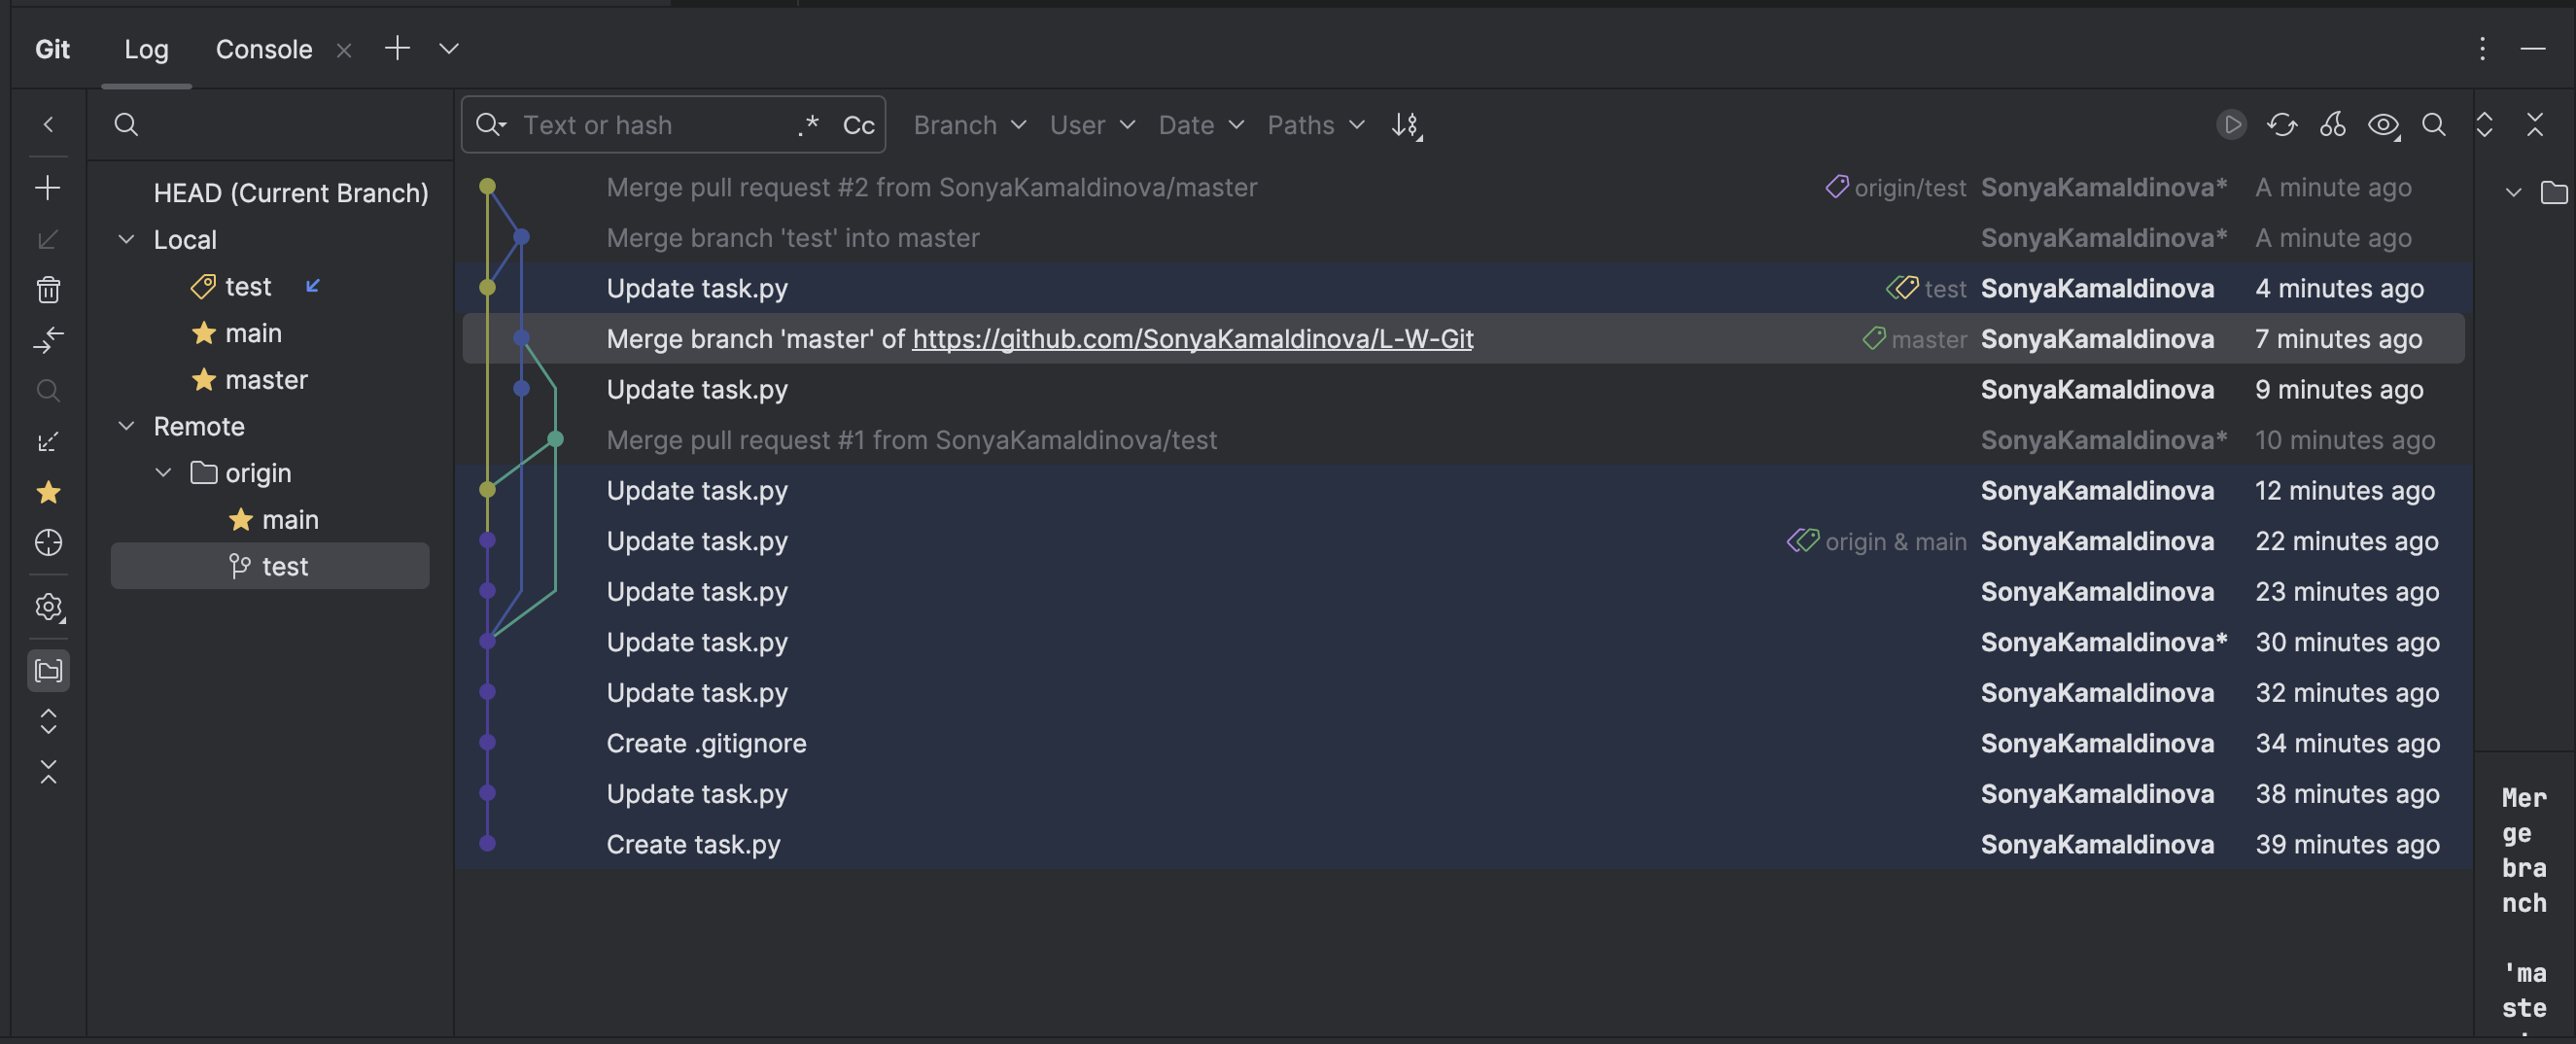 Git Log Console
Text or hash .* Cc Branch User Date Paths
HEAD (Current Branch)
Local
test
main
master
Remote
origin
main
test
Merge pull request #2 from SonyaKamaldinova/master origin/test SonyaKamaldinova* A minute ago
Merge branch 'test' into master SonyaKamaldinova* A minute ago
Update task.py test SonyaKamaldinova 4 minutes ago
Merge branch 'master' of https://github.com/SonyaKamaldinova/L-W-Git master SonyaKamaldinova 7 minutes ago
Update task.py SonyaKamaldinova 9 minutes ago
Merge pull request #1 from SonyaKamaldinova/test SonyaKamaldinova* 10 minutes ago
Update task.py SonyaKamaldinova 12 minutes ago
Update task.py origin & main SonyaKamaldinova 22 minutes ago
Update task.py SonyaKamaldinova 23 minutes ago
Update task.py SonyaKamaldinova* 30 minutes ago
Update task.py SonyaKamaldinova 32 minutes ago
Create .gitignore SonyaKamaldinova 34 minutes ago
Update task.py SonyaKamaldinova 38 minutes ago
Create task.py SonyaKamaldinova 39 minutes ago
Mer
ge
bra
nch
'ma
ste